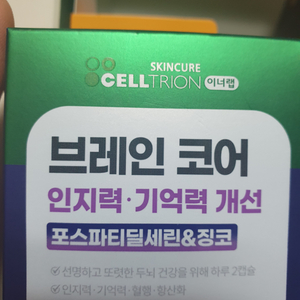 SKINCURE
CELLTRION 이너랩
브레인 코어
인지력·기억력 개선
포스파티딜세린&징코
선명하고 또렷한 두뇌 건강을 위해 하루 2캡슐
인지력·기억력·혈행·항산화